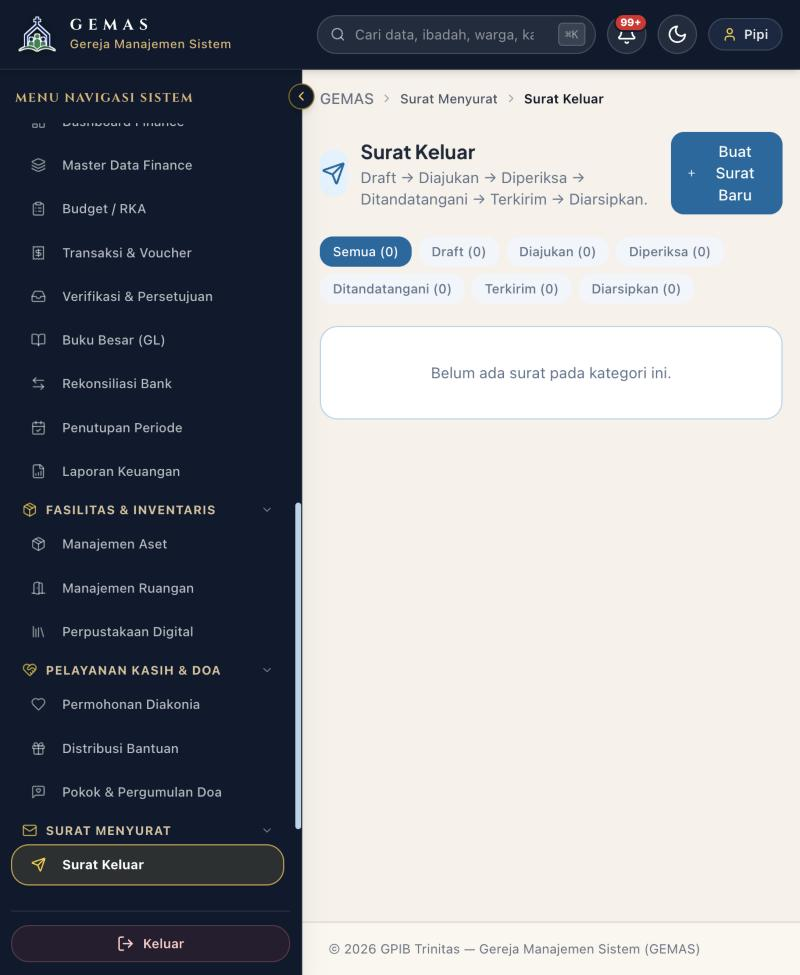 GEMAS
Gereja Manajemen Sistem
Cari data, ibadah, warga, ka
⌘K
99+
Pipi
MENU NAVIGASI SISTEM
Dashboard Finance
Master Data Finance
Budget / RKA
Transaksi & Voucher
Verifikasi & Persetujuan
Buku Besar (GL)
Rekonsiliasi Bank
Penutupan Periode
Laporan Keuangan
FASILITAS & INVENTARIS
Manajemen Aset
Manajemen Ruangan
Perpustakaan Digital
PELAYANAN KASIH & DOA
Permohonan Diakonia
Distribusi Bantuan
Pokok & Pergumulan Doa
SURAT MENYURAT
Surat Keluar
Keluar
GEMAS > Surat Menyurat > Surat Keluar
Surat Keluar
Draft → Diajukan → Diperiksa →
Ditandatangani → Terkirim → Diarsipkan.
+ Buat
Surat
Baru
Semua (0) Draft (0) Diajukan (0) Diperiksa (0)
Ditandatangani (0) Terkirim (0) Diarsipkan (0)
Belum ada surat pada kategori ini.
© 2026 GPIB Trinitas — Gereja Manajemen Sistem (GEMAS)